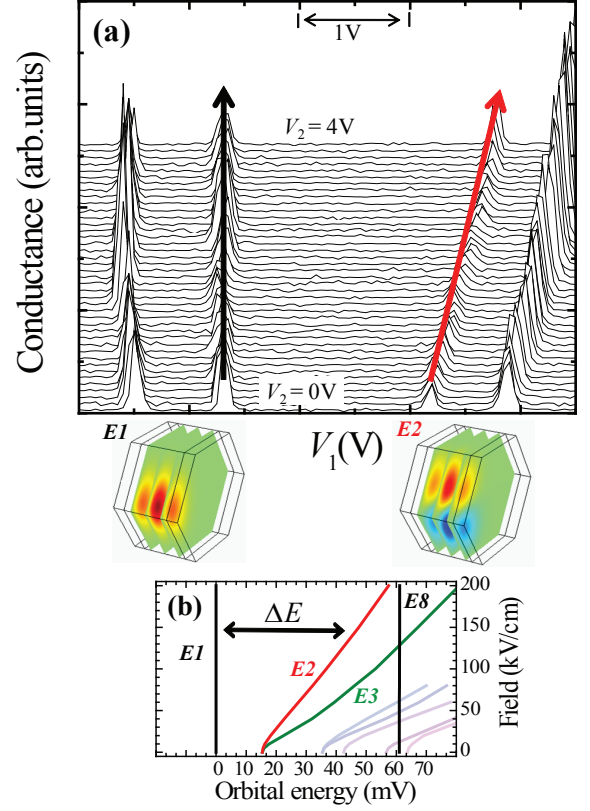 (a)
1V
V₂ = 4V
Conductance (arb.units)
V₂ = 0V
E1
V₁(V)
E2
(b)
E1
ΔE
E2
E3
E8
200
150
100
50
0
Field (kV/cm)
0 10 20 30 40 50 60 70
Orbital energy (mV)